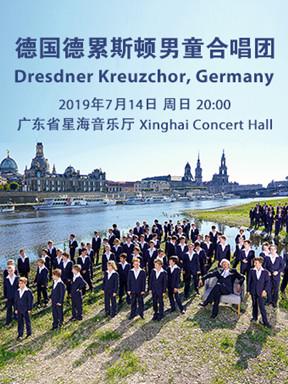 德国德累斯顿男童合唱团
Dresdner Kreuzchor, Germany
2019年7月14日 周日 20:00
广东省星海音乐厅 Xinghai Concert Hall